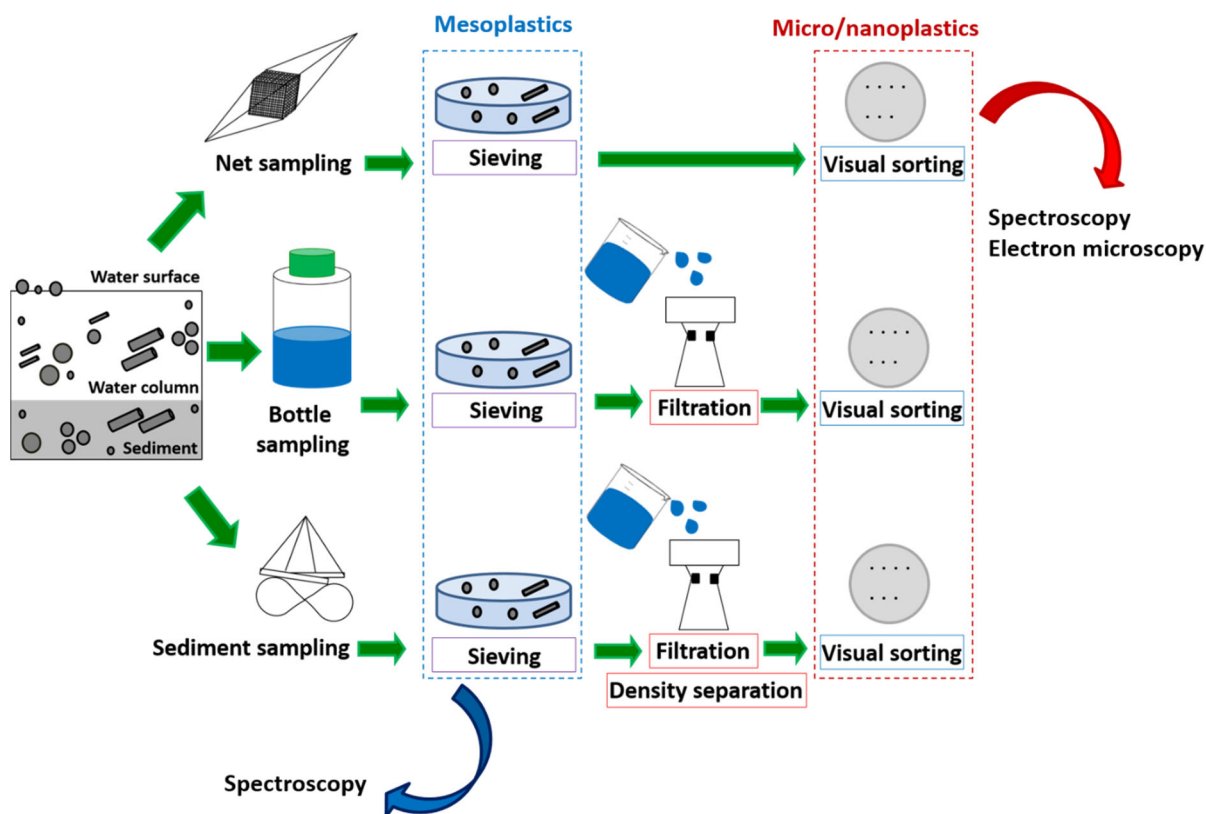 Mesoplastics
Micro/nanoplastics
Net sampling
Sieving
Visual sorting
Spectroscopy
Electron microscopy
Water surface
Water column
Sediment
Bottle
sampling
Sieving
Filtration
Visual sorting
Sediment sampling
Sieving
Filtration
Density separation
Visual sorting
Spectroscopy